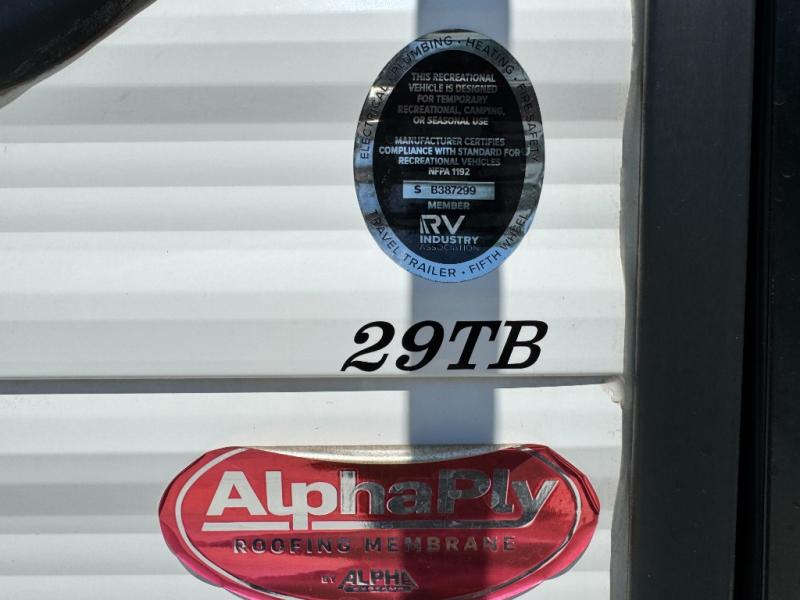 ELECTRICAL • PLUMBING • HEATING • FIRE SAFETY
THIS RECREATIONAL
VEHICLE IS DESIGNED
FOR TEMPORARY
RECREATIONAL, CAMPING,
OR SEASONAL USE
MANUFACTURER CERTIFIES
COMPLIANCE WITH STANDARD FOR
RECREATIONAL VEHICLES
NFPA 1192
S B387299
MEMBER
RV
INDUSTRY
ASSOCIATION
TRAVEL TRAILER • FIFTH WHEEL
29TB
AlphaPly
ROOFING MEMBRANE
BY ALPHA
SYSTEMS